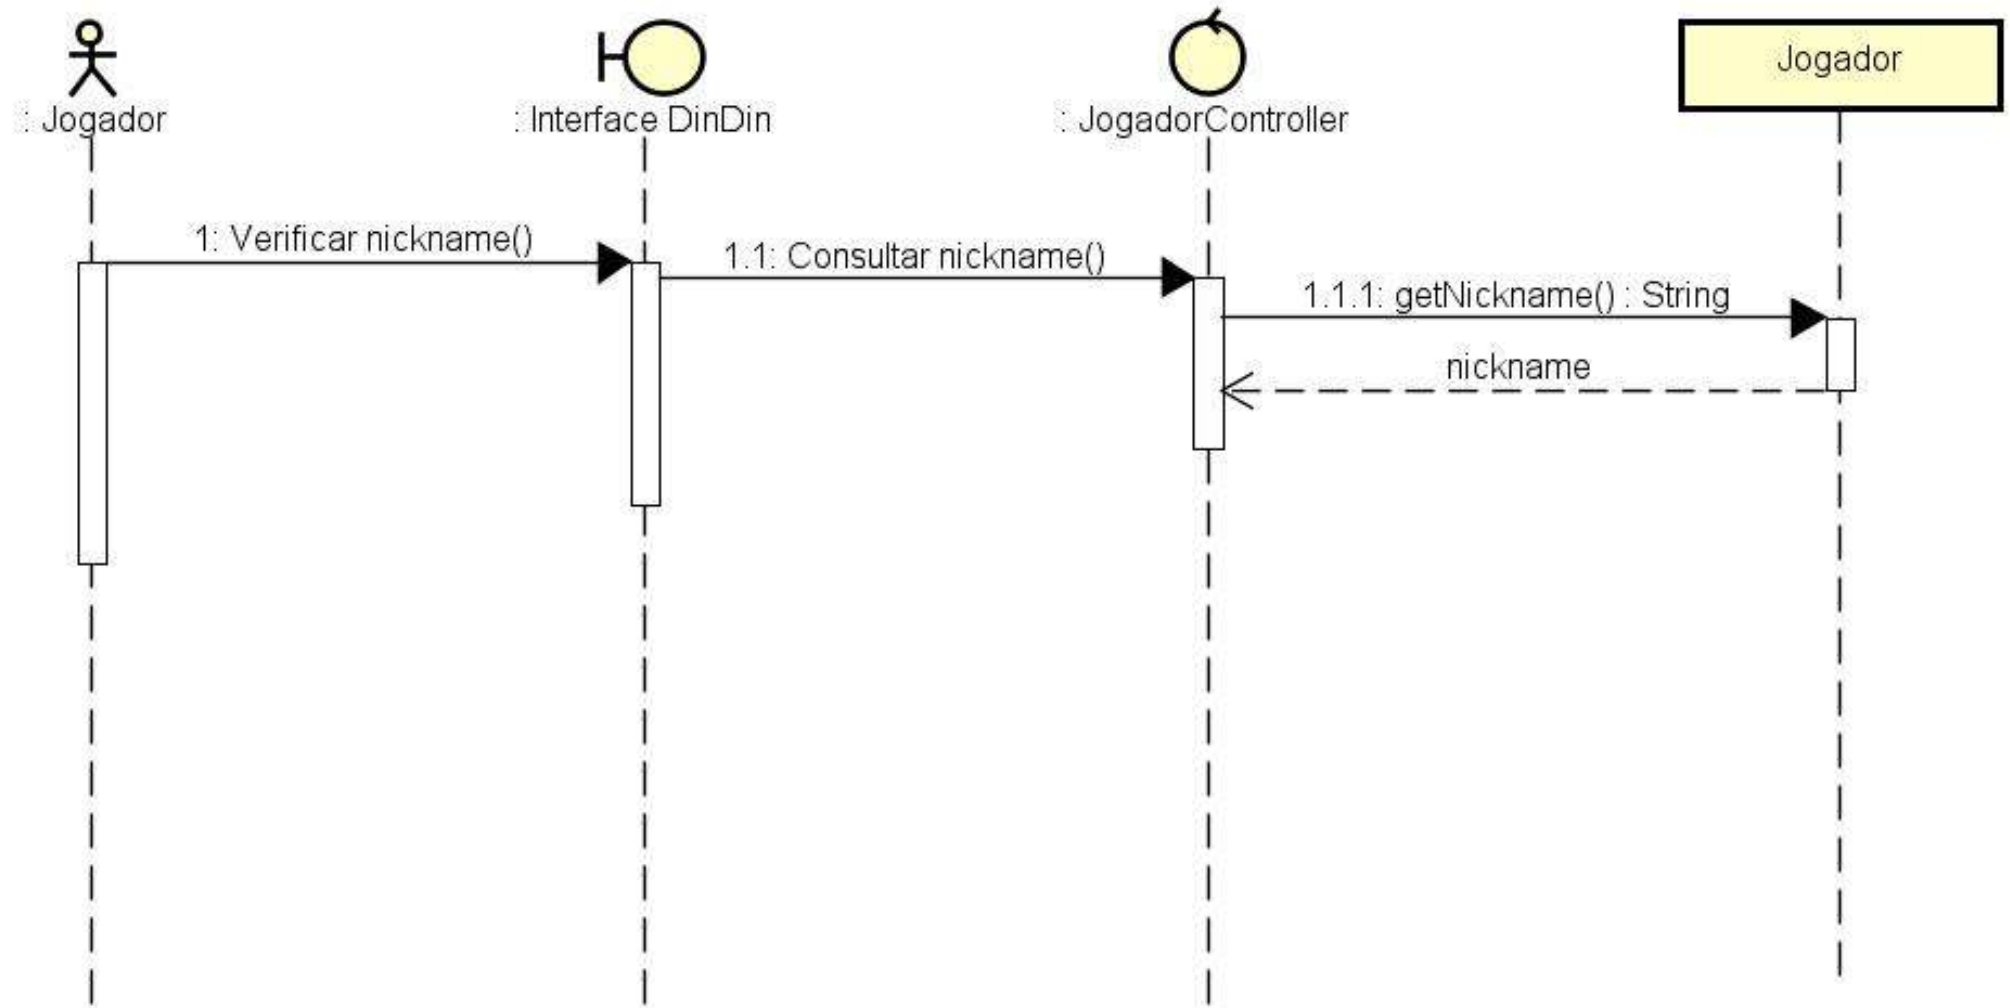 : Jogador
: Interface DinDin
: JogadorController
Jogador
1: Verificar nickname()
1.1: Consultar nickname()
1.1.1: getNickname() : String
nickname